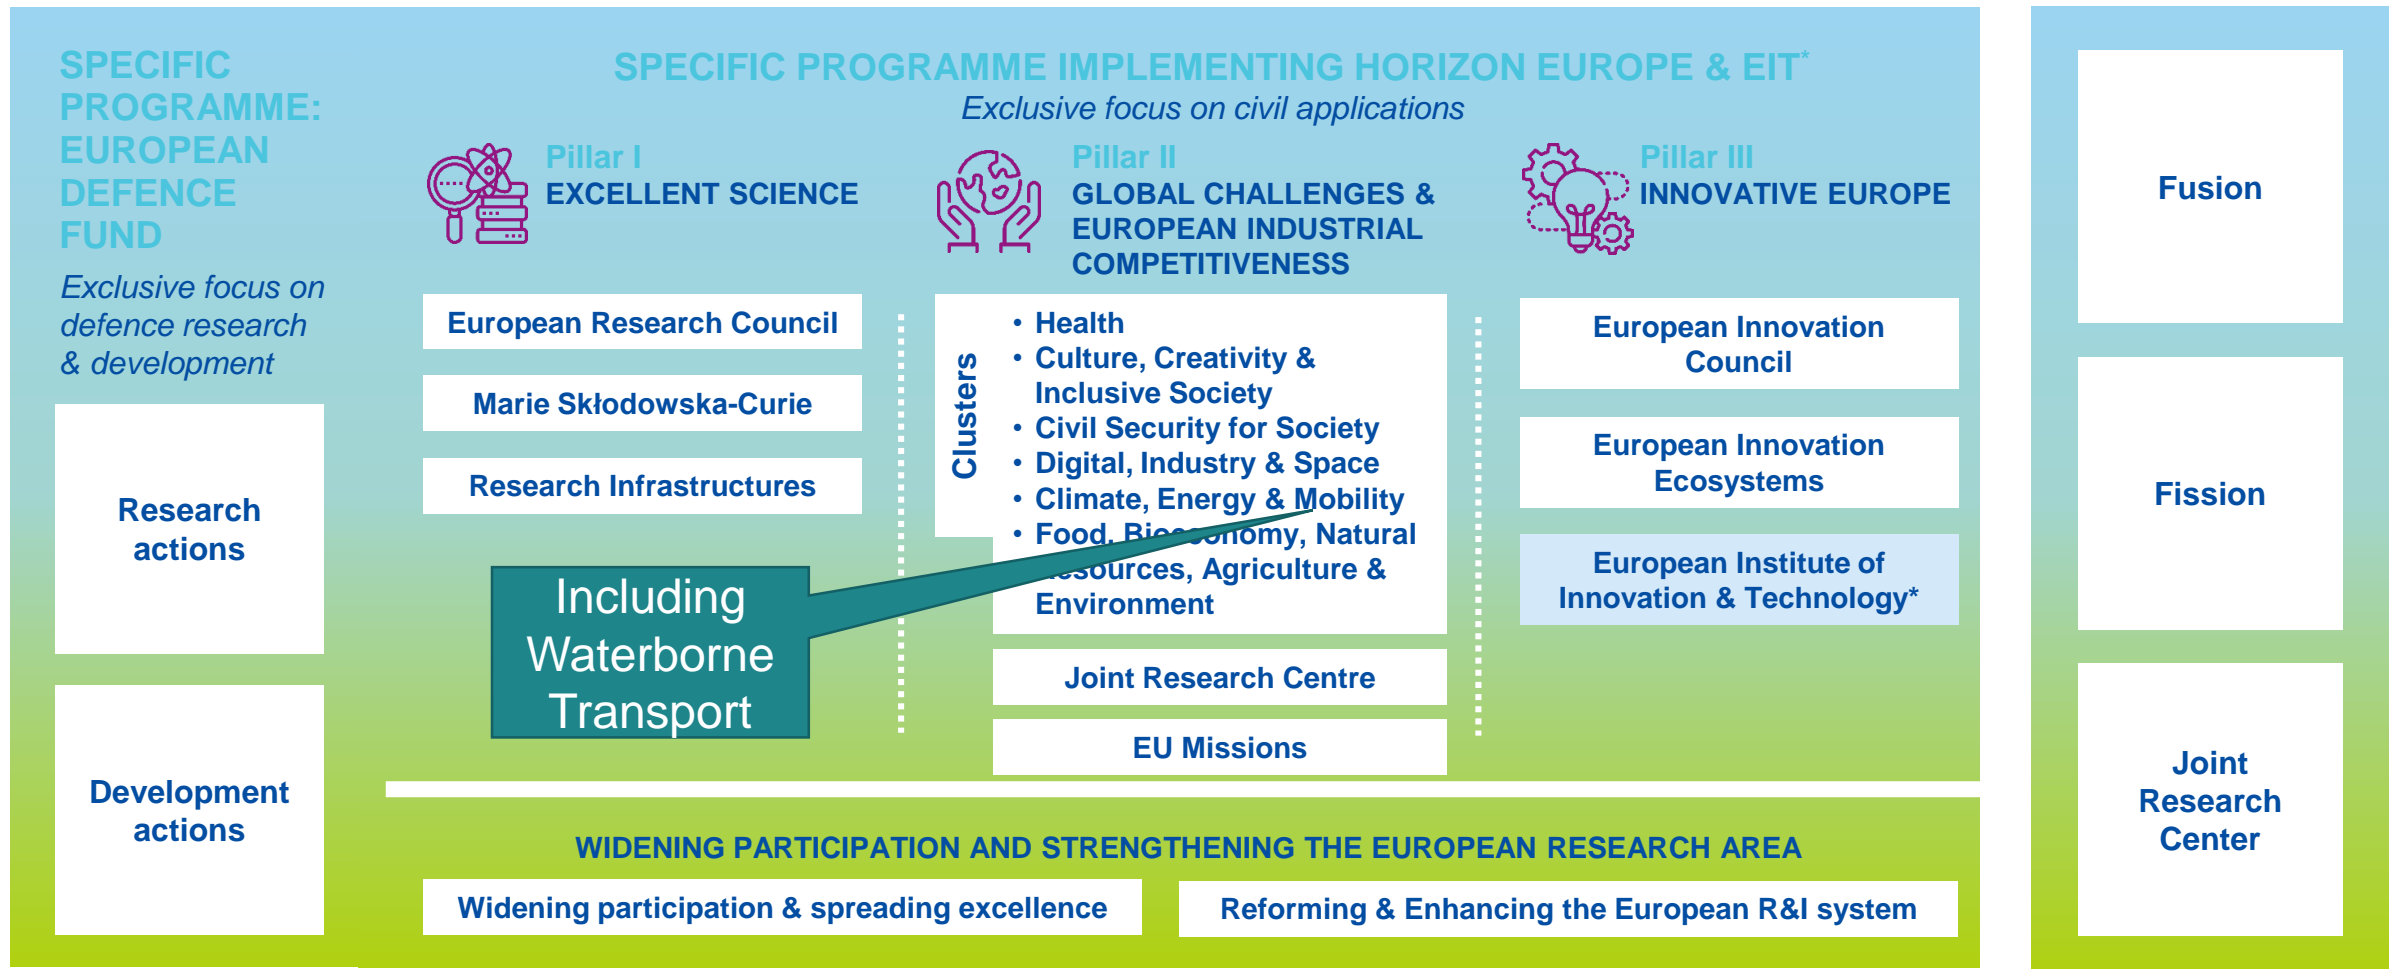 SPECIFIC
PROGRAMME:
EUROPEAN
DEFENCE
FUND
Exclusive focus on
defence research
& development
Research
actions
Development
actions
SPECIFIC PROGRAMME IMPLEMENTING HORIZON EUROPE & EIT*
Exclusive focus on civil applications
Pillar I
EXCELLENT SCIENCE
European Research Council
Marie Skłodowska-Curie
Research Infrastructures
Pillar II
GLOBAL CHALLENGES &
EUROPEAN INDUSTRIAL
COMPETITIVENESS
Clusters
• Health
• Culture, Creativity &
Inclusive Society
• Civil Security for Society
• Digital, Industry & Space
• Climate, Energy & Mobility
• Food, Bioeconomy, Natural
Resources, Agriculture &
Environment
Including
Waterborne
Transport
Joint Research Centre
EU Missions
Pillar III
INNOVATIVE EUROPE
European Innovation
Council
European Innovation
Ecosystems
European Institute of
Innovation & Technology*
WIDENING PARTICIPATION AND STRENGTHENING THE EUROPEAN RESEARCH AREA
Widening participation & spreading excellence
Reforming & Enhancing the European R&I system
Fusion
Fission
Joint
Research
Center